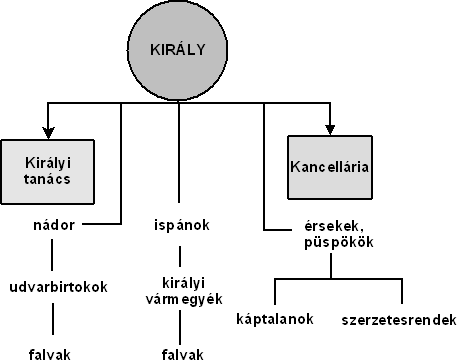 KIRÁLY
Királyi
tanács
Kancellária
nádor
ispánok
érsekek,
püspökök
udvarbirtokok
királyi
vármegyék
káptalanok
szerzetesrendek
falvak
falvak